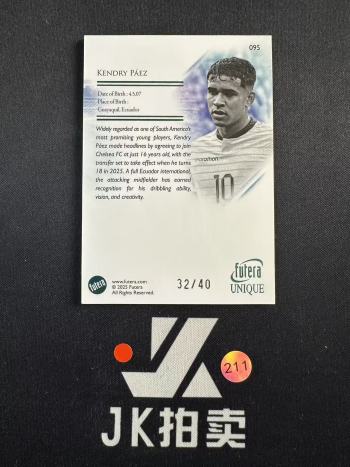 095
KENDRY PÁEZ
Date of Birth : 4.5.07
Place of Birth :
Guayaquil, Ecuador
Widely regarded as one of South America's
most promising young players, Kendry
Páez made headlines by agreeing to join
Chelsea FC at just 16 years old, with the
transfer set to take effect when he turns
18 in 2025. A full Ecuador international,
the attacking midfielder has earned
recognition for his dribbling ability,
vision, and creativity.
marathon
10
futera
www.futera.com
© 2025 Futera
All Rights Reserved.
32/40
futera
UNIQUE
211
JK拍卖